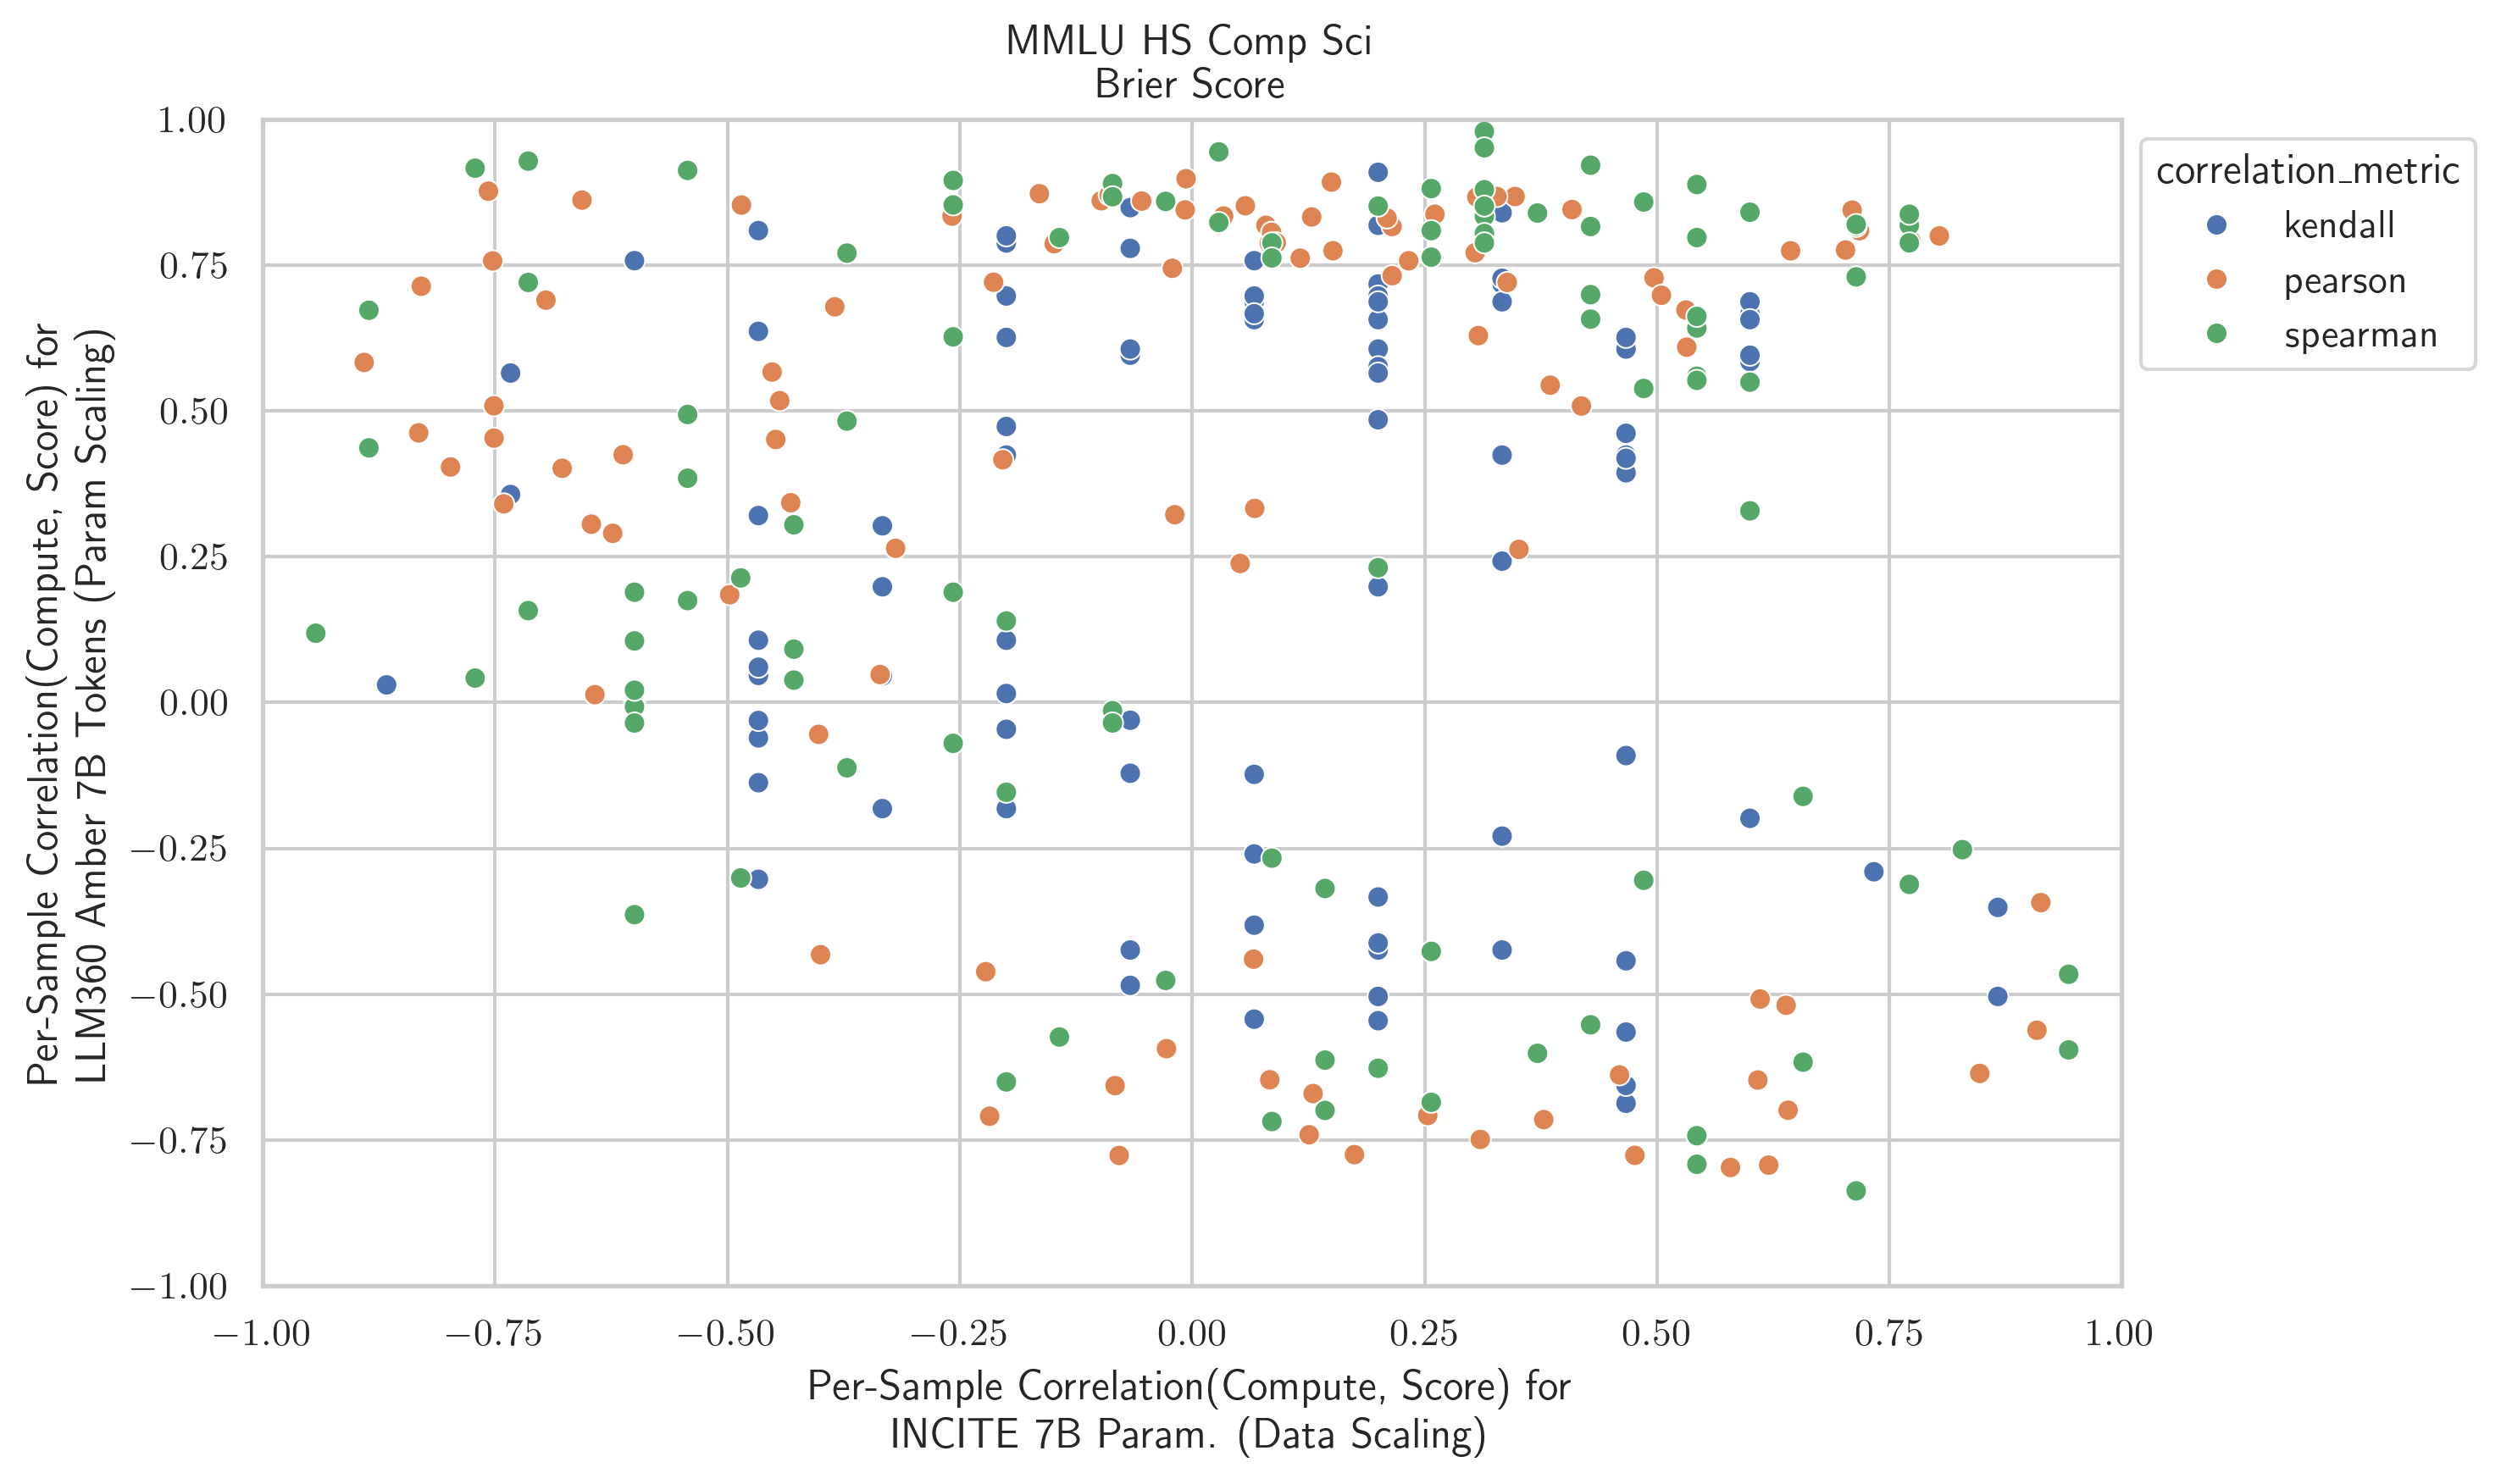 MMLU HS Comp Sci
Brier Score
1.00
0.75
0.50
0.25
0.00
−0.25
−0.50
−0.75
−1.00
Per-Sample Correlation(Compute, Score) for
LLM360 Amber 7B Tokens (Param Scaling)
correlation_metric
kendall
pearson
spearman
−1.00 −0.75 −0.50 −0.25 0.00 0.25 0.50 0.75 1.00
Per-Sample Correlation(Compute, Score) for
INCITE 7B Param. (Data Scaling)